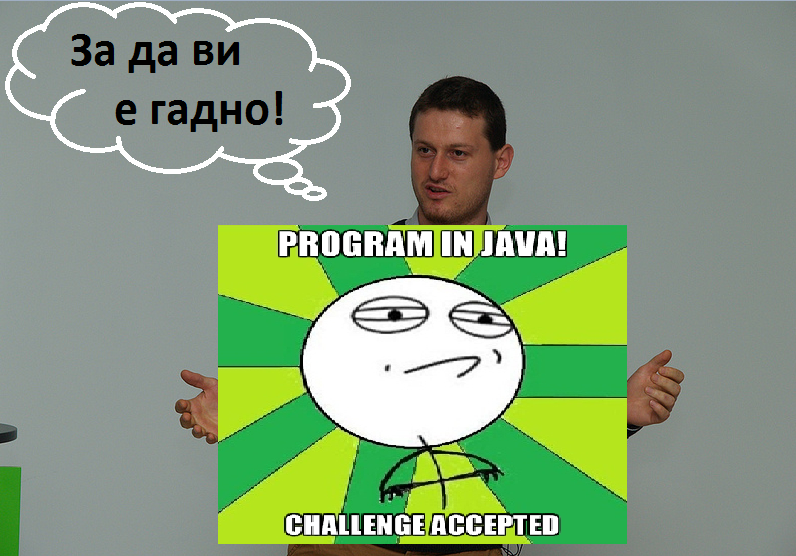 За да ви
е гадно!
PROGRAM IN JAVA!
CHALLENGE ACCEPTED